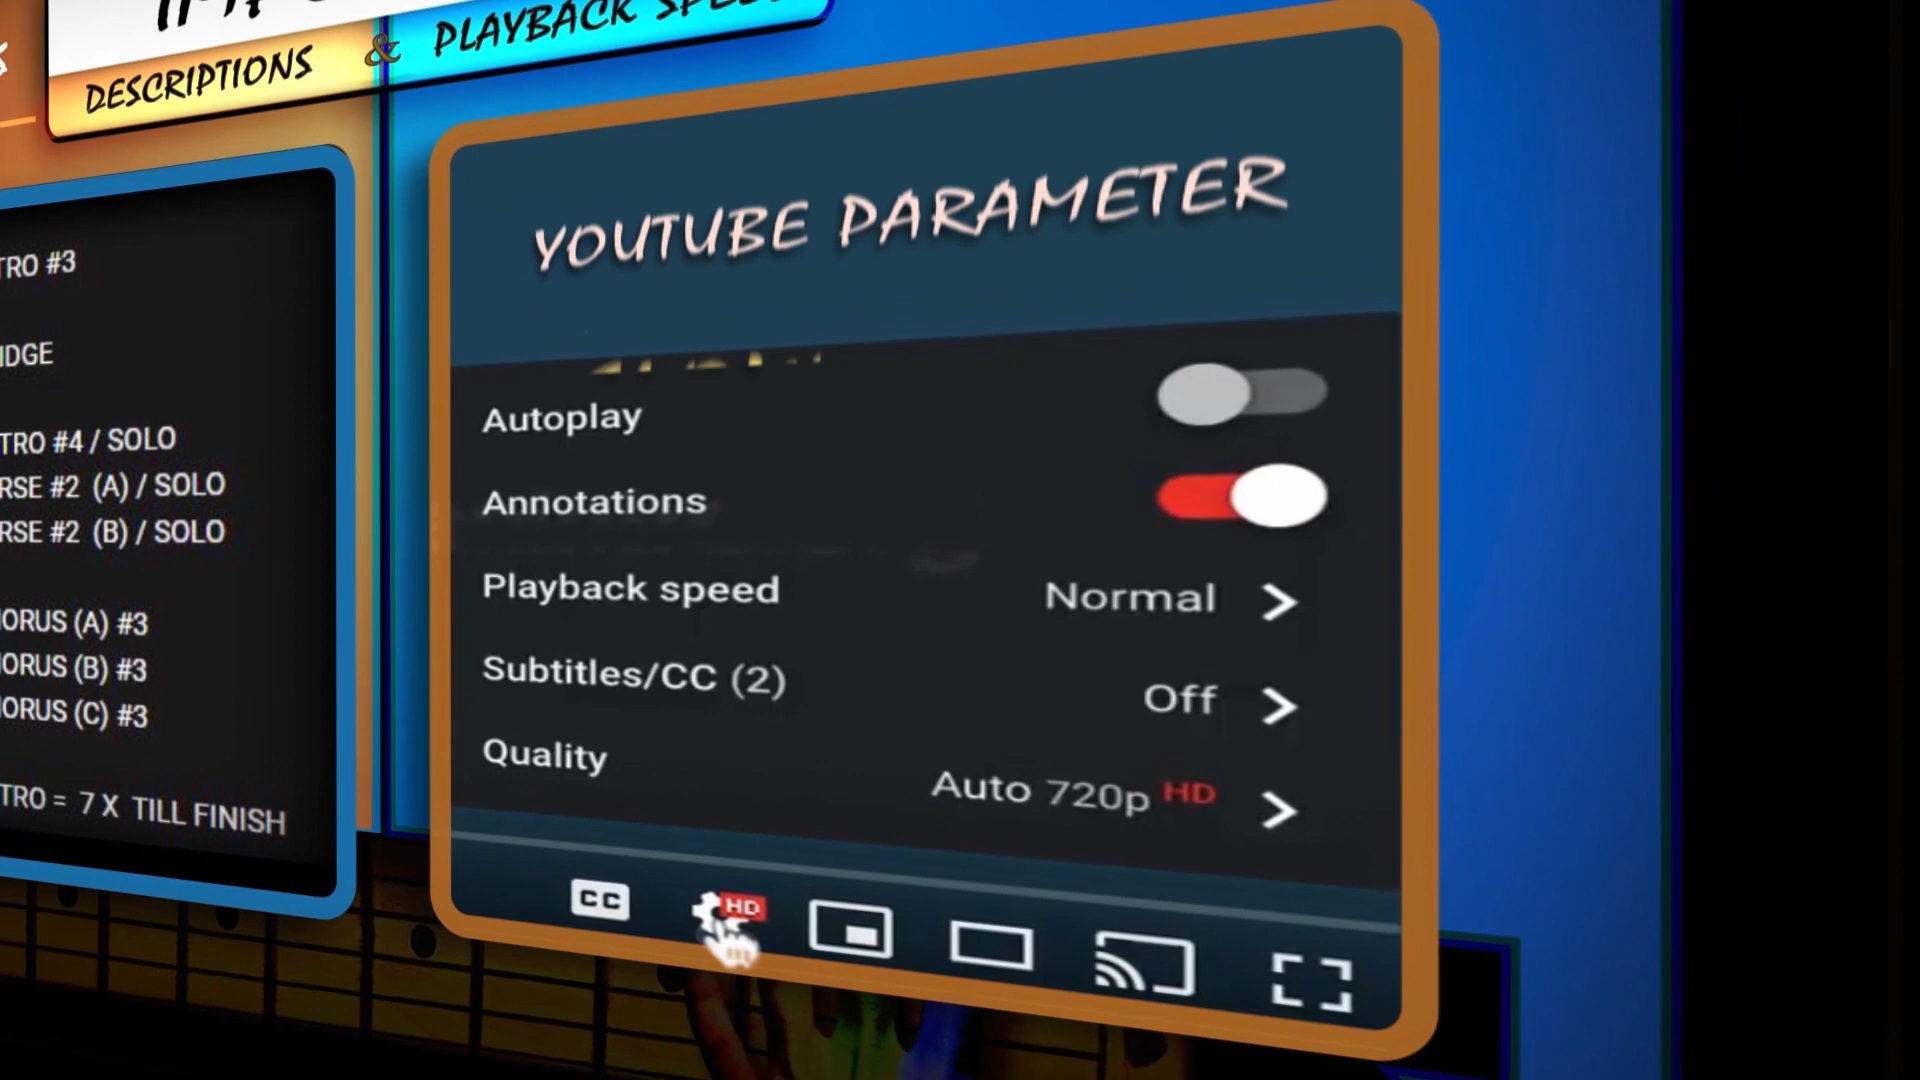 DESCRIPTIONS & PLAYBACK
TRO #3
IDGE
TRO #4 / SOLO
RSE #2 (A) / SOLO
RSE #2 (B) / SOLO
ORUS (A) #3
ORUS (B) #3
ORUS (C) #3
TRO = 7 X TILL FINISH
YOUTUBE PARAMETER
Autoplay
Annotations
Playback speed Normal
Subtitles/CC (2) Off
Quality Auto 720p HD
CC HD